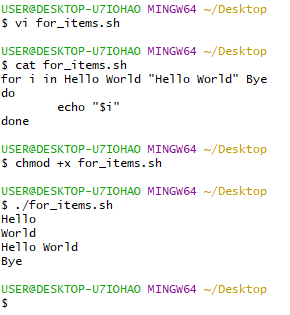 USER@DESKTOP-U7IOHAO MINGW64 ~/Desktop
$ vi for_items.sh
USER@DESKTOP-U7IOHAO MINGW64 ~/Desktop
$ cat for_items.sh
for i in Hello World "Hello World" Bye
do
        echo "$i"
done
USER@DESKTOP-U7IOHAO MINGW64 ~/Desktop
$ chmod +x for_items.sh
USER@DESKTOP-U7IOHAO MINGW64 ~/Desktop
$ ./for_items.sh
Hello
World
Hello World
Bye
USER@DESKTOP-U7IOHAO MINGW64 ~/Desktop
$